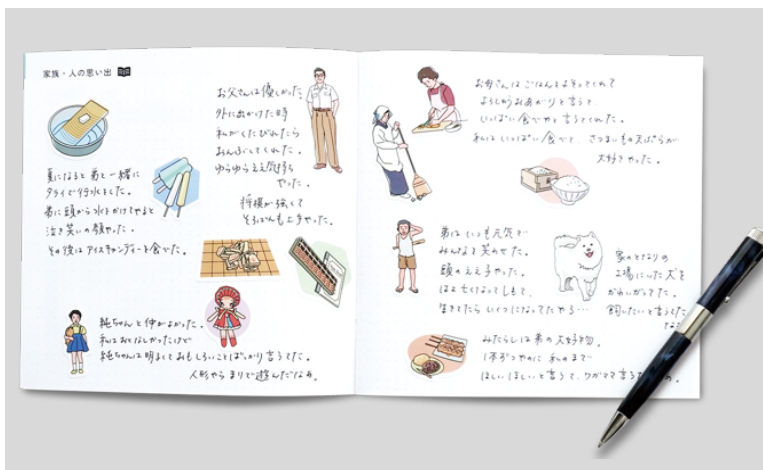 家族・人の思い出
お父さんは優しかった。
外に出かけた時
私がくたびれたら
おんぶしてくれた。
ゆらゆらええ気持ち
やった。
将棋が強くて
そろばんも上手やった。
夏になると弟と一緒に
タライで行水をした。
弟に頭から水をかけてやると
泣き笑いの顔やった。
その後はアイスキャンディーを食べた。
純ちゃんと仲がよかった。
私はおとなしかったけど
純ちゃんは明るくておもしろいことばっかり言うてた。
人形やらまりで遊んだなあ。
お母さんはごはんをよそってくれて
よろしゅうおあがりと言うて、
いっぱい食べやと言うてくれた。
私はいっぱい食べて、さつまいもの天ぷらが
大好きやった。
弟はいつも元気で
みんなを笑わせた。
頭のええ子やった。
はよ亡くなってしもて、
生きてたらいくつになってたやろ…
家のとなりの
工場にいた犬を
かわいがってた。
飼いたいと言うてた
みたらしは弟の大好物。
1本ずつやのに私のまで
ほしいほしいと言うて、ワガママ言う